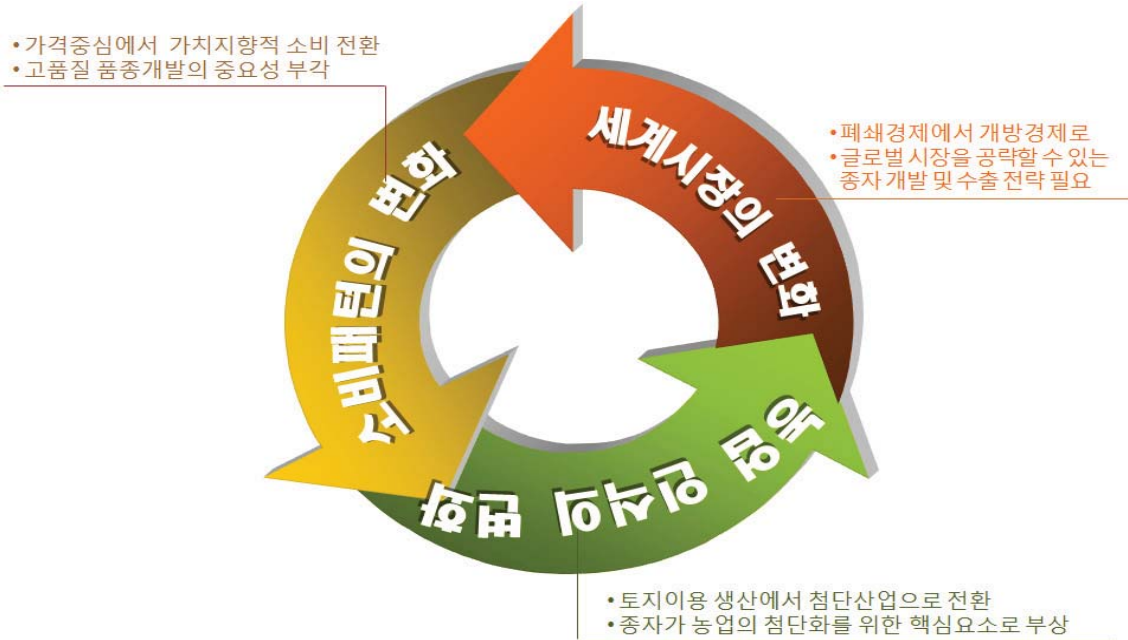 • 가격중심에서 가치지향적 소비 전환
• 고품질 품종개발의 중요성 부각
소비패턴의 변화
세계시장의 변화
• 폐쇄경제에서 개방경제로
• 글로벌 시장을 공략할 수 있는
종자 개발 및 수출 전략 필요
농업 인식의 변화
• 토지이용 생산에서 첨단산업으로 전환
• 종자가 농업의 첨단화를 위한 핵심요소로 부상